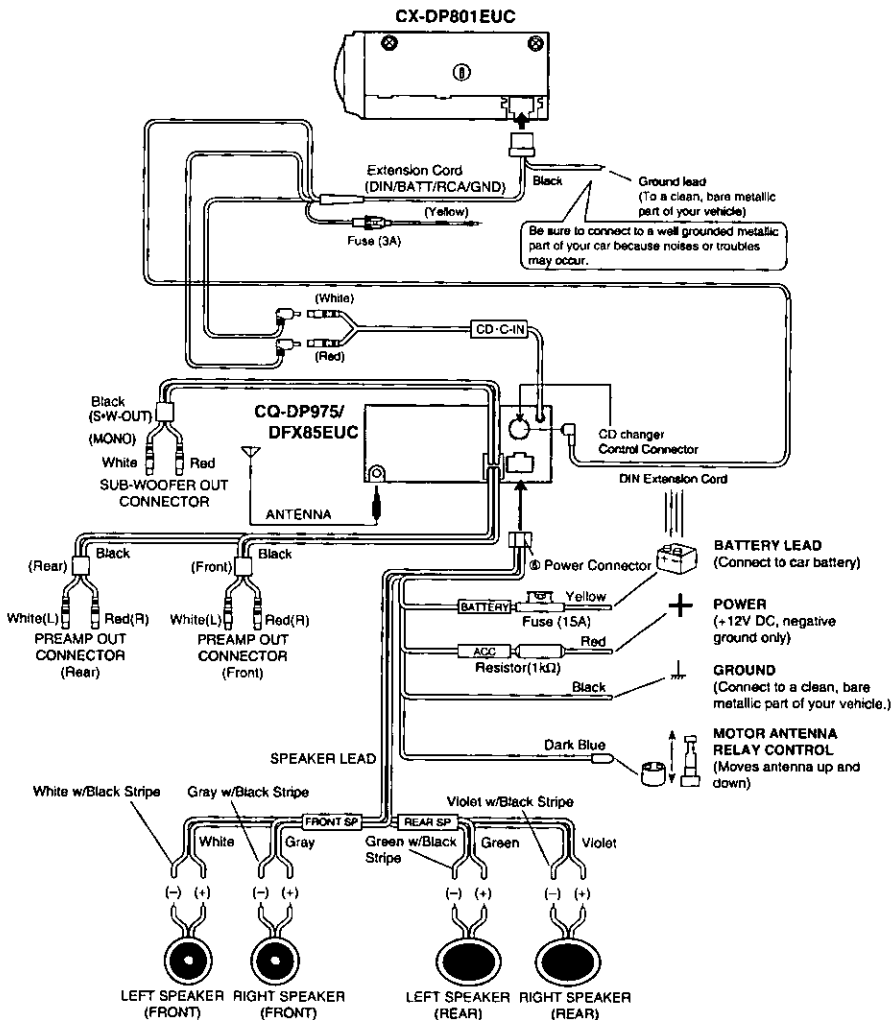 CX-DP801EUC
Extension Cord
(DIN/BATT/RCA/GND)
Black
Ground lead
(To a clean, bare metallic
part of your vehicle)
(Yellow)
Fuse (3A)
Be sure to connect to a well grounded metallic
part of your car because noises or troubles
may occur.
(White)
CD·C-IN
(Red)
Black
(S•W-OUT)
(MONO)
White
Red
SUB-WOOFER OUT
CONNECTOR
CQ-DP975/
DFX85EUC
CD changer
Control Connector
DIN Extension Cord
ANTENNA
(Rear)
Black
(Front)
Black
White(L)
Red(R)
White(L)
Red(R)
PREAMP OUT
CONNECTOR
(Rear)
PREAMP OUT
CONNECTOR
(Front)
Power Connector
BATTERY LEAD
(Connect to car battery)
BATTERY
Yellow
Fuse (15A)
POWER
(+12V DC, negative
ground only)
ACC
Red
Resistor(1kΩ)
GROUND
(Connect to a clean, bare
metallic part of your vehicle.)
Black
MOTOR ANTENNA
RELAY CONTROL
(Moves antenna up and
down)
Dark Blue
SPEAKER LEAD
White w/Black Stripe
Gray w/Black Stripe
Violet w/Black Stripe
FRONT SP
REAR SP
White
Gray
Green w/Black
Stripe
Green
Violet
(−) (+)
(−) (+)
(−) (+)
(−) (+)
LEFT SPEAKER
(FRONT)
RIGHT SPEAKER
(FRONT)
LEFT SPEAKER
(REAR)
RIGHT SPEAKER
(REAR)